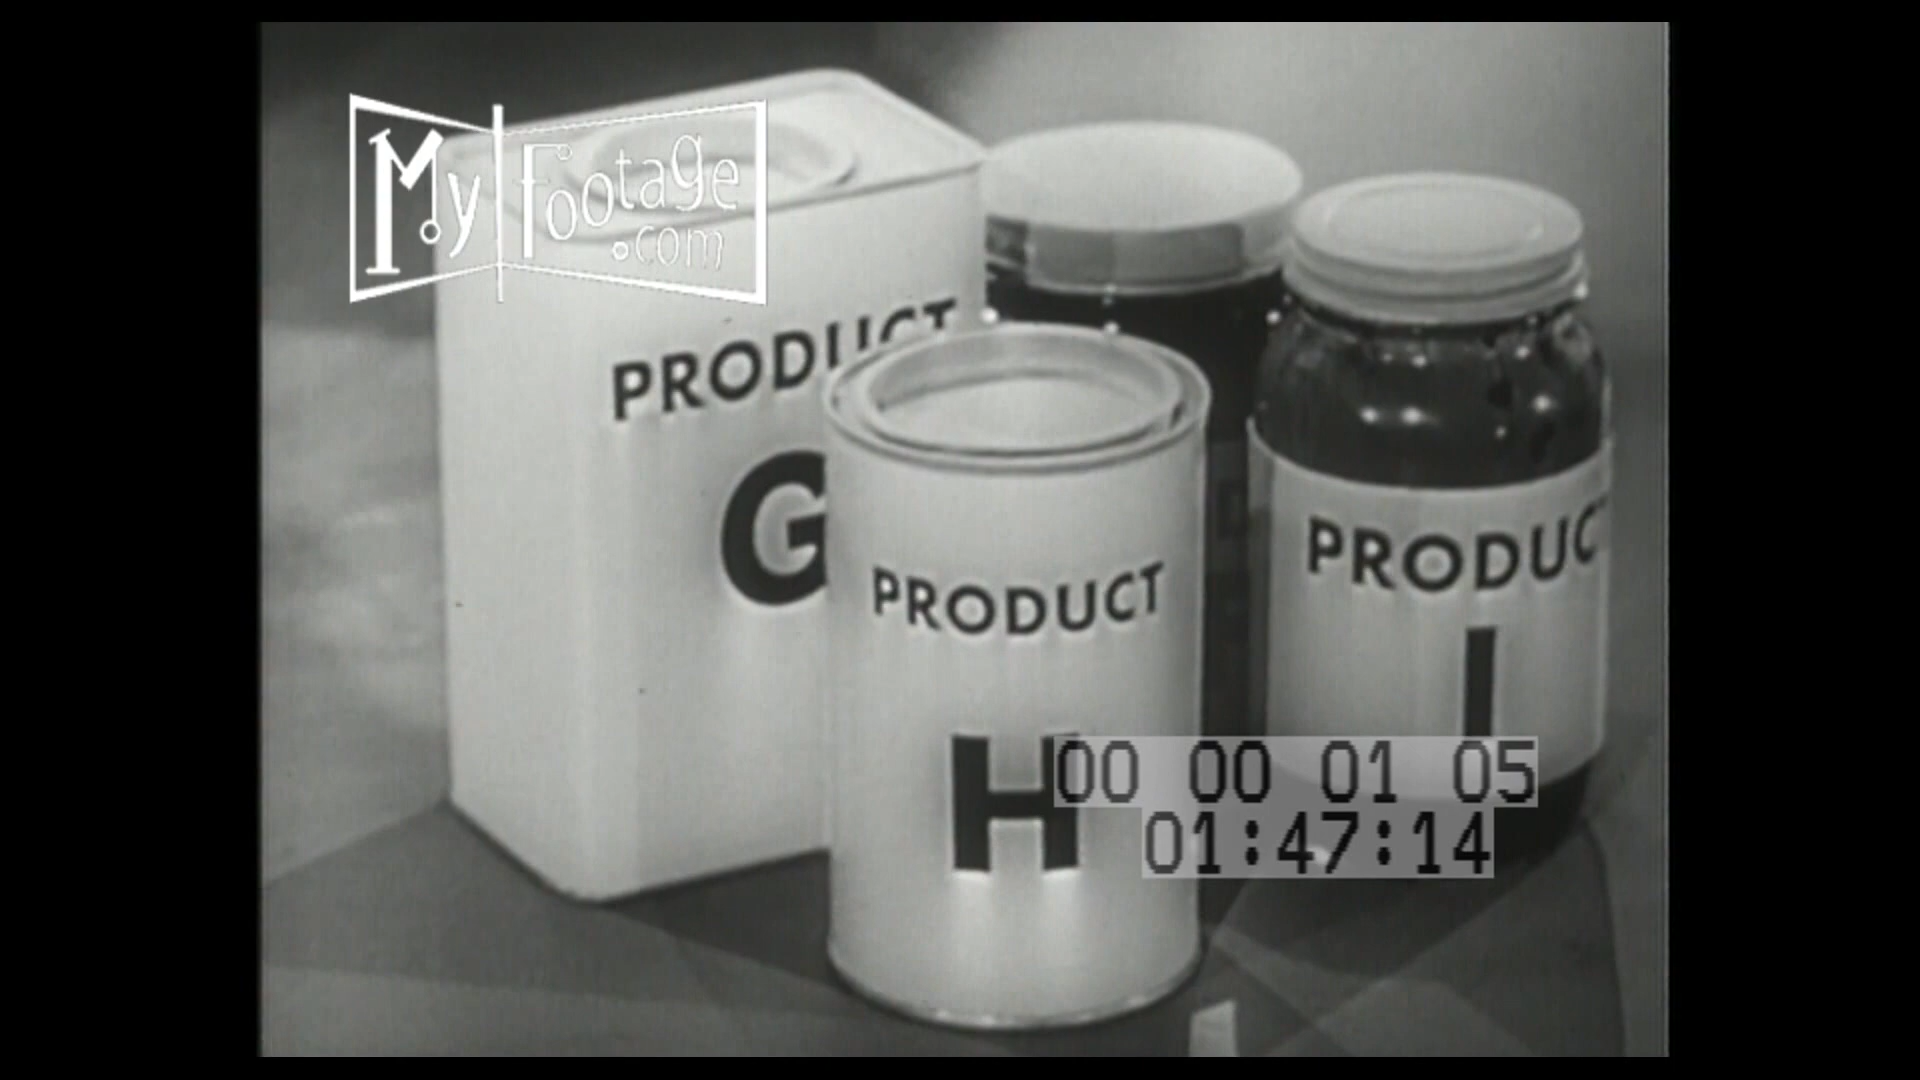 My Footage
.com
PRODUCT
G
PRODUCT
H
PRODUCT
I
00 00 01 05
01:47:14